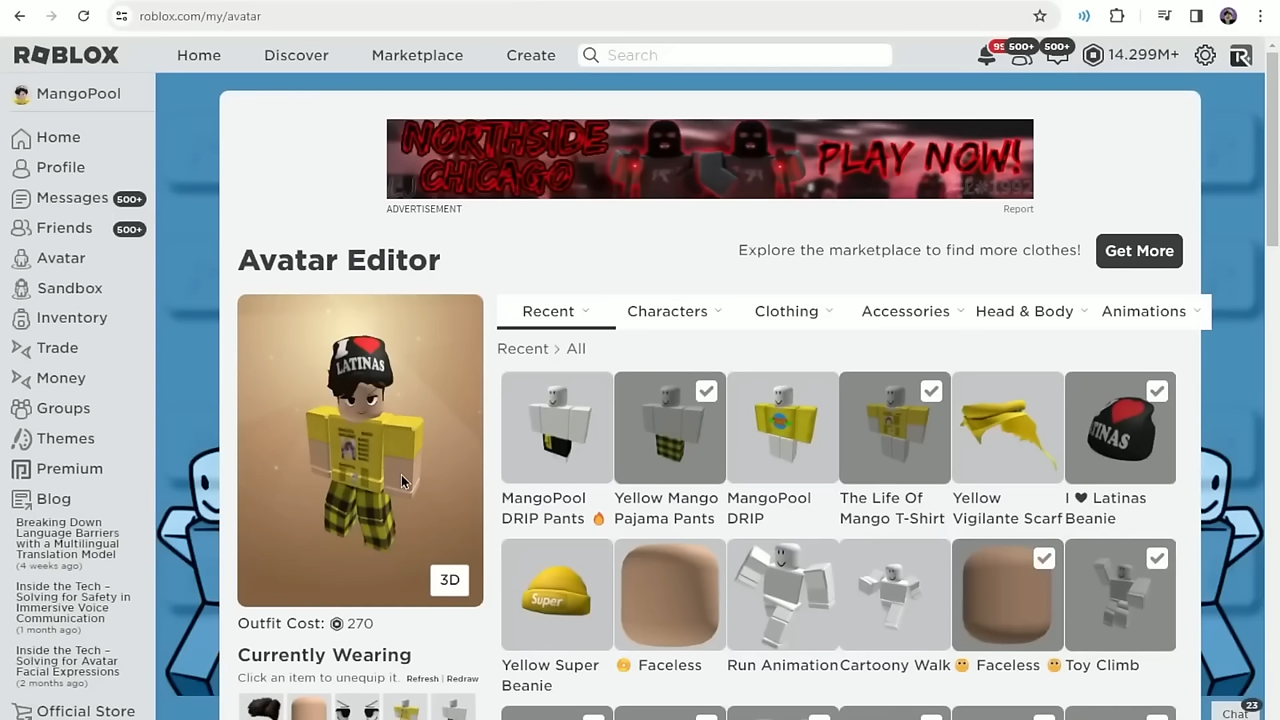 roblox.com/my/avatar
ROBLOX
Home
Discover
Marketplace
Create
Search
500+
500+
14.299M+
MangoPool
Home
Profile
Messages
500+
Friends
500+
Avatar
Sandbox
Inventory
Trade
Money
Groups
Themes
Premium
Blog
Breaking Down
Language Barriers
with a Multilingual
Translation Model
(4 weeks ago)
Inside the Tech –
Solving for Safety in
Immersive Voice
Communication
(1 month ago)
Inside the Tech –
Solving for Avatar
Facial Expressions
(2 months ago)
Official Store
NORTHSIDE
CHICAGO
PLAY NOW!
ADVERTISEMENT
Report
Avatar Editor
Explore the marketplace to find more clothes!
Get More
I ❤ LATINAS
3D
Outfit Cost: 270
Currently Wearing
Click an item to unequip it. Refresh | Redraw
Recent
Characters
Clothing
Accessories
Head & Body
Animations
Recent > All
TINAS
MangoPool
DRIP Pants 🔥
Yellow Mango
Pajama Pants
MangoPool
DRIP
The Life Of
Mango T-Shirt
Yellow
Vigilante Scarf
I ♥ Latinas
Beanie
Super
Yellow Super
Beanie
Faceless
Run Animation
Cartoony Walk
Faceless
Toy Climb
Chat
23